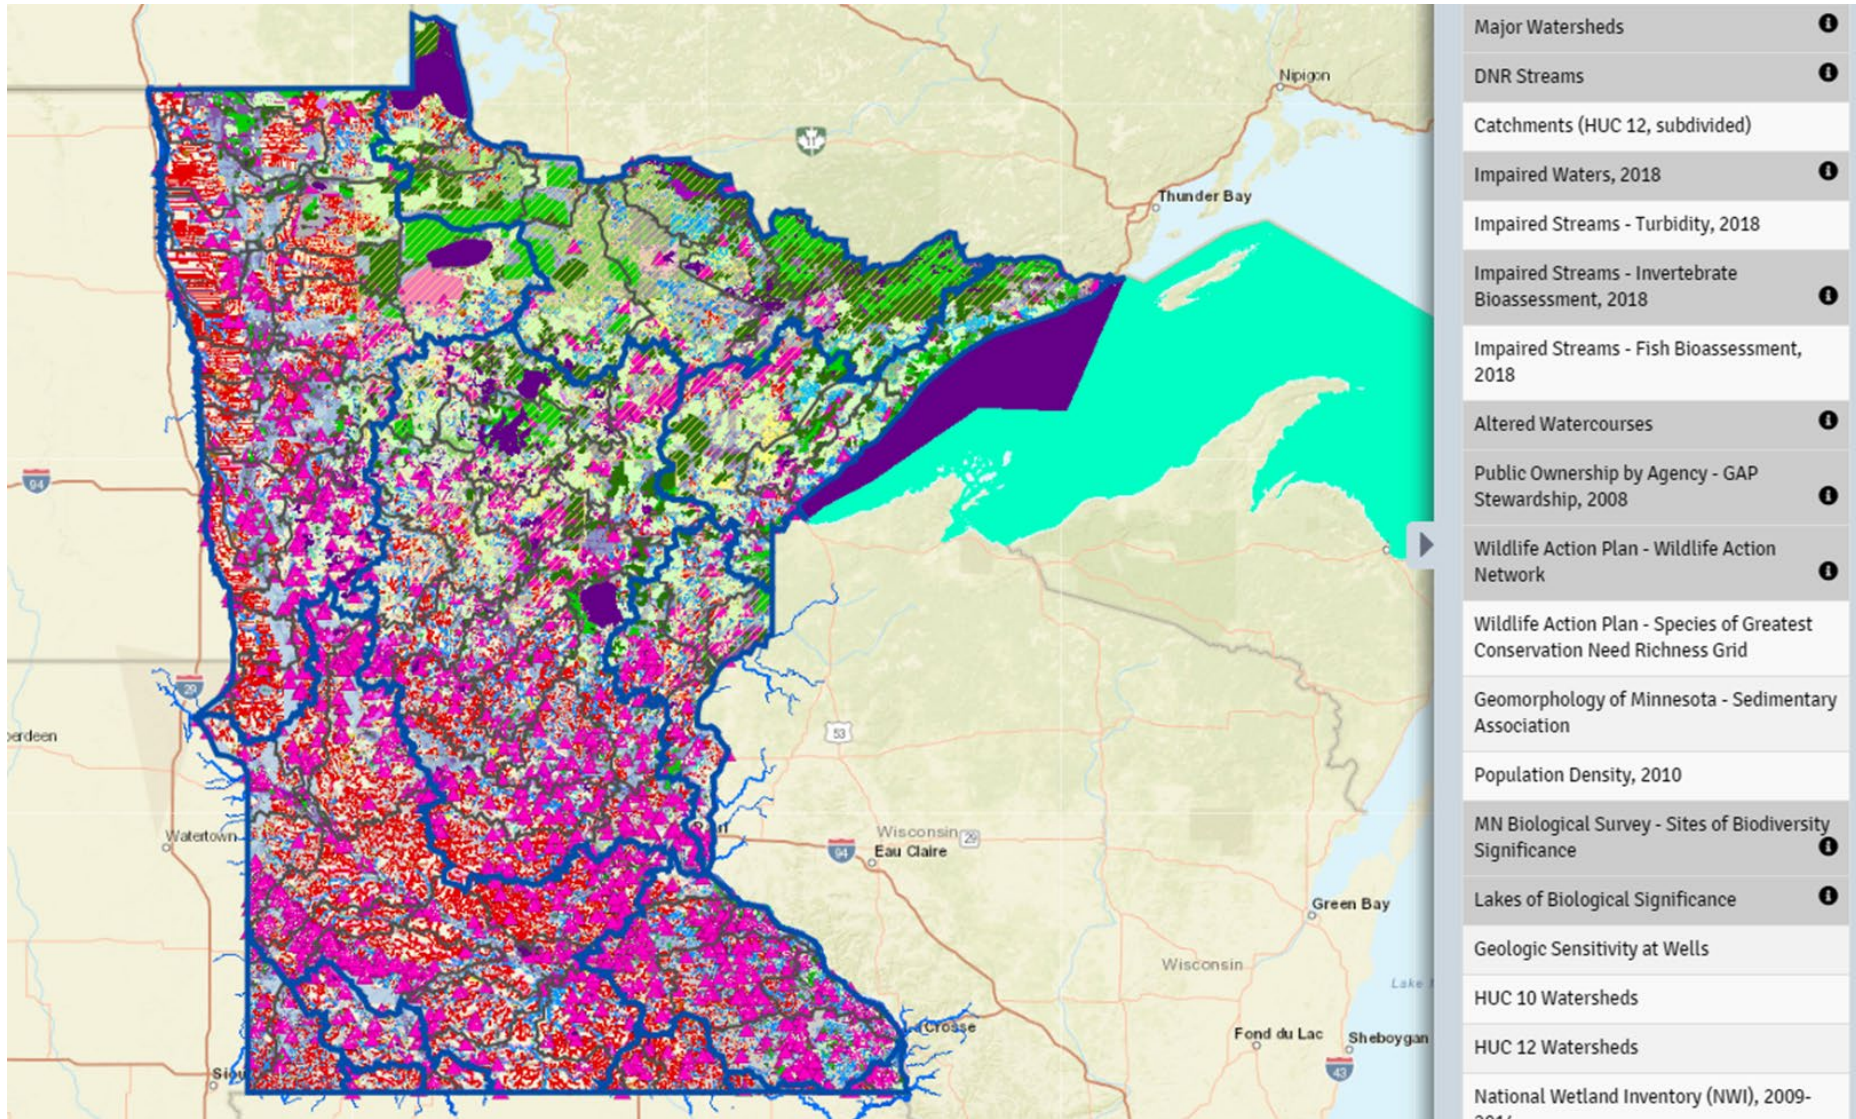 Nipigon
11
Thunder Bay
94
29
berdeen
53
Watertown
Wisconsin
29
94
Eau Claire
Green Bay
Wisconsin
Lake
Crosse
Fond du Lac
Sheboygan
Siou
43
Major Watersheds
DNR Streams
Catchments (HUC 12, subdivided)
Impaired Waters, 2018
Impaired Streams - Turbidity, 2018
Impaired Streams - Invertebrate
Bioassessment, 2018
Impaired Streams - Fish Bioassessment,
2018
Altered Watercourses
Public Ownership by Agency - GAP
Stewardship, 2008
Wildlife Action Plan - Wildlife Action
Network
Wildlife Action Plan - Species of Greatest
Conservation Need Richness Grid
Geomorphology of Minnesota - Sedimentary
Association
Population Density, 2010
MN Biological Survey - Sites of Biodiversity
Significance
Lakes of Biological Significance
Geologic Sensitivity at Wells
HUC 10 Watersheds
HUC 12 Watersheds
National Wetland Inventory (NWI), 2009-